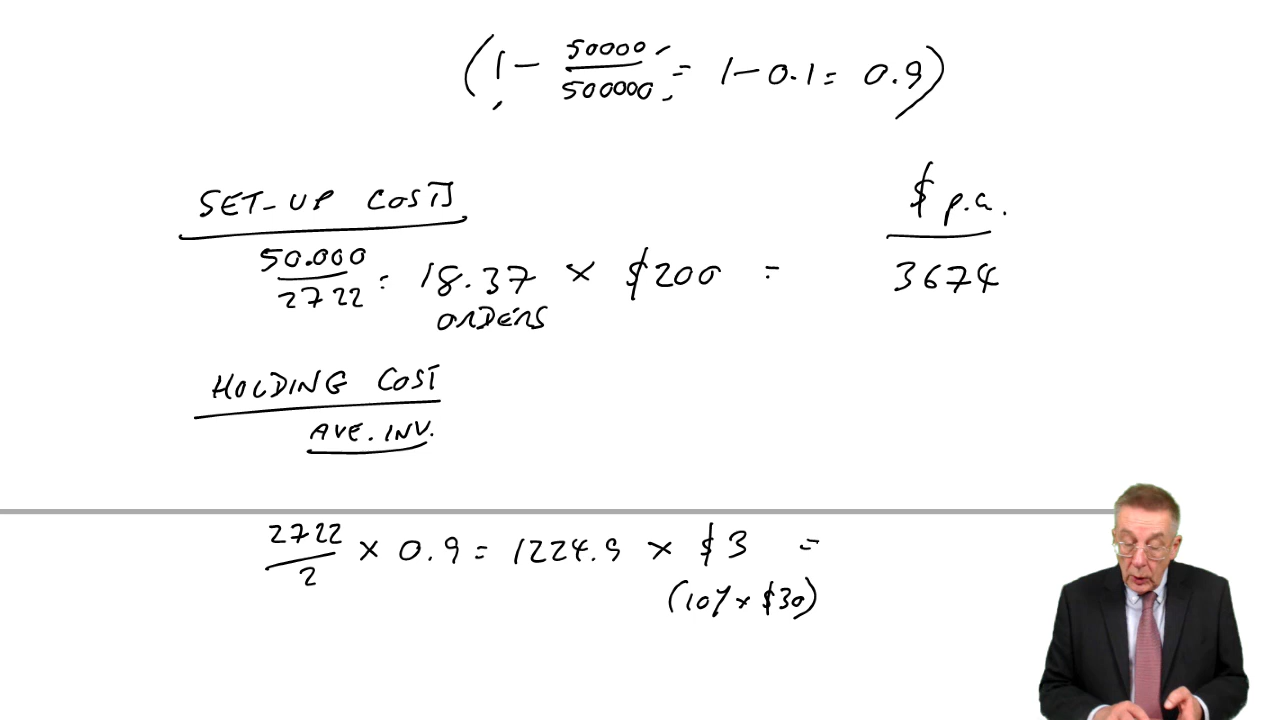 (1 - 50000/500000 = 1 - 0.1 = 0.9)
$ p.a.
SET-UP COSTS
50.000/2722 = 18.37 × $200 = 3674
ORDERS
HOLDING COST
AVE. INV.
2722/2 × 0.9 = 1224.9 × $3 =
(10% × $30)